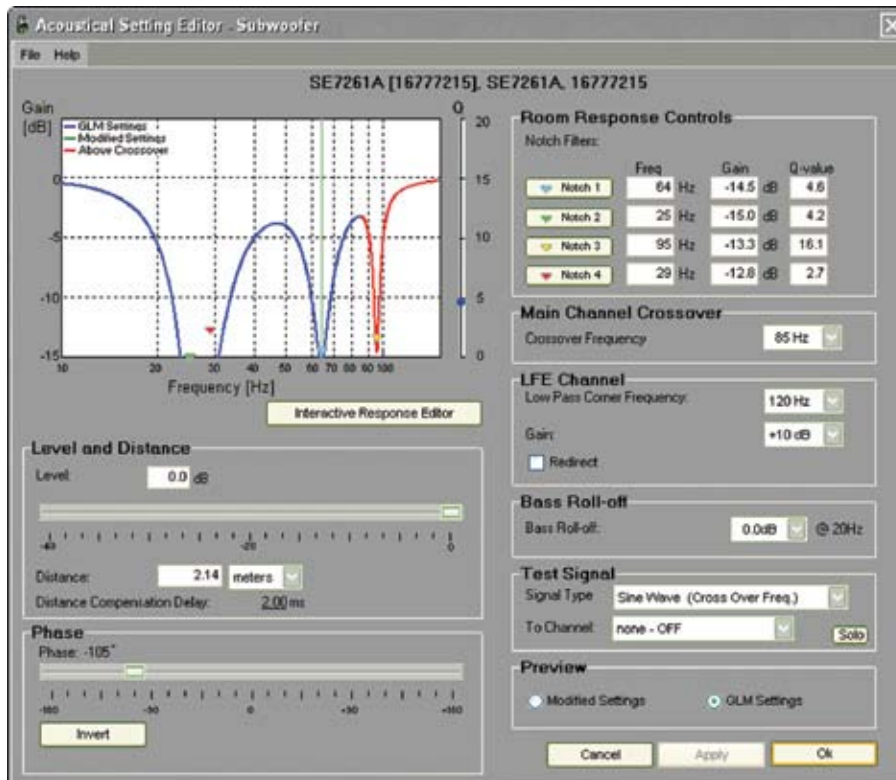 Acoustical Setting Editor - Subwoofer
File Help
SE7261A [16777215], SE7261A, 16777215
Gain
[dB]
Q
GLM Settings
Modified Settings
Above Crossover
0
-5
-10
-15
20
15
10
5
0
10 20 30 40 50 60 70 80 90 100
Frequency [Hz]
Interactive Response Editor
Level and Distance
Level: 0.0 dB
-40 -20 0
Distance: 2.14 meters
Distance Compensation Delay: 2.00 ms
Phase
Phase: -105°
-90 0
Invert
Room Response Controls
Notch Filters:
Freq Gain Q-value
Notch 1 64 Hz -14.5 dB 4.6
Notch 2 25 Hz -15.0 dB 4.2
Notch 3 95 Hz -13.3 dB 16.1
Notch 4 29 Hz -12.8 dB 2.7
Main Channel Crossover
Crossover Frequency 85 Hz
LFE Channel
Low Pass Corner Frequency: 120 Hz
Gain: +10 dB
Redirect
Bass Roll-off
Bass Roll-off: 0.0dB @ 20Hz
Test Signal
Signal Type Sine Wave (Cross Over Freq.)
To Channel: none - OFF
Solo
Preview
Modified Settings GLM Settings
Cancel Apply Ok